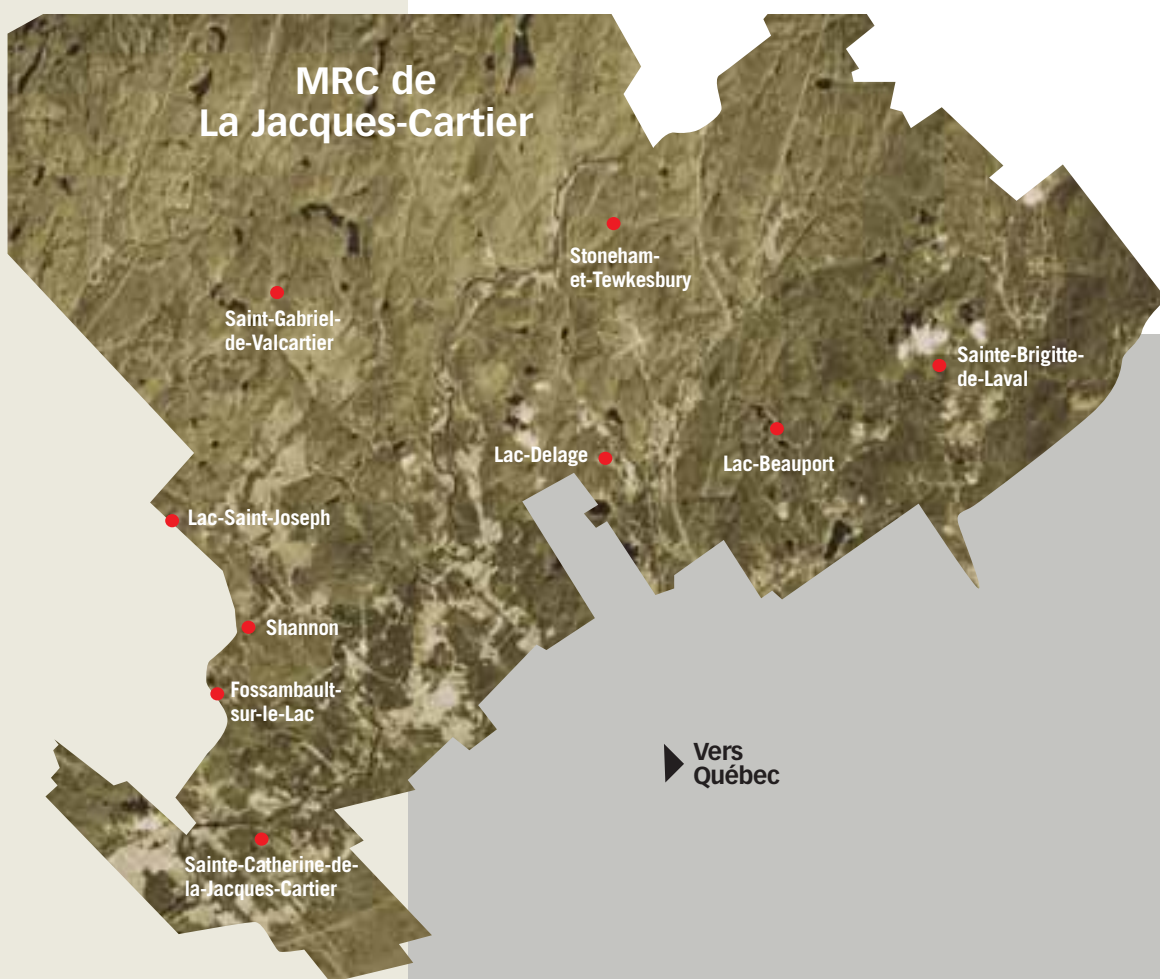 MRC de
La Jacques-Cartier
Stoneham-
et-Tewkesbury
Saint-Gabriel-
de-Valcartier
Sainte-Brigitte-
de-Laval
Lac-Delage
Lac-Beauport
Lac-Saint-Joseph
Shannon
Fossambault-
sur-le-Lac
Vers
Québec
Sainte-Catherine-de-
la-Jacques-Cartier